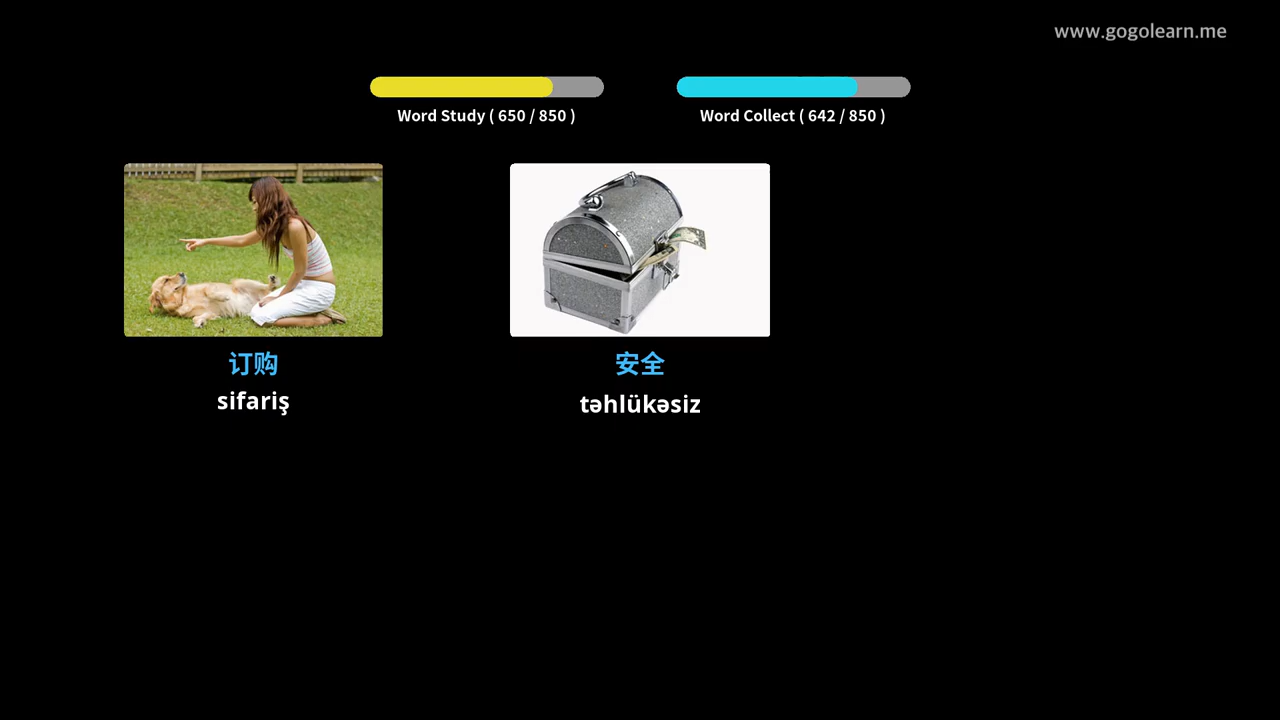 www.gogolearn.me
Word Study ( 650 / 850 )
Word Collect ( 642 / 850 )
订购
sifariş
安全
təhlükəsiz